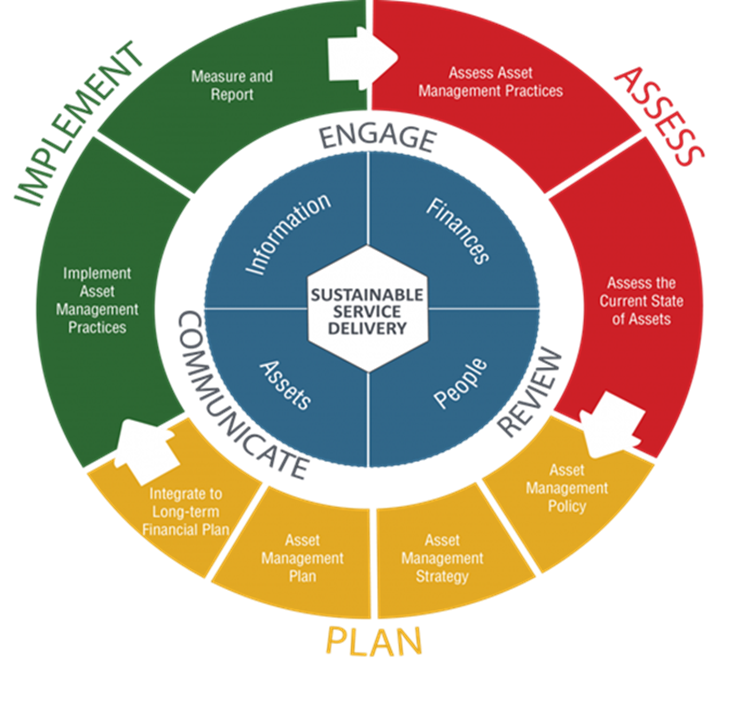 IMPLEMENT
Measure and
Report
Assess Asset
Management Practices
ASSESS
ENGAGE
Information
Finances
Implement
Asset
Management
Practices
SUSTAINABLE
SERVICE
DELIVERY
Assess the
Current State
of Assets
COMMUNICATE
Assets
People
REVIEW
Integrate to
Long-term
Financial Plan
Asset
Management
Plan
Asset
Management
Strategy
Asset
Management
Policy
PLAN